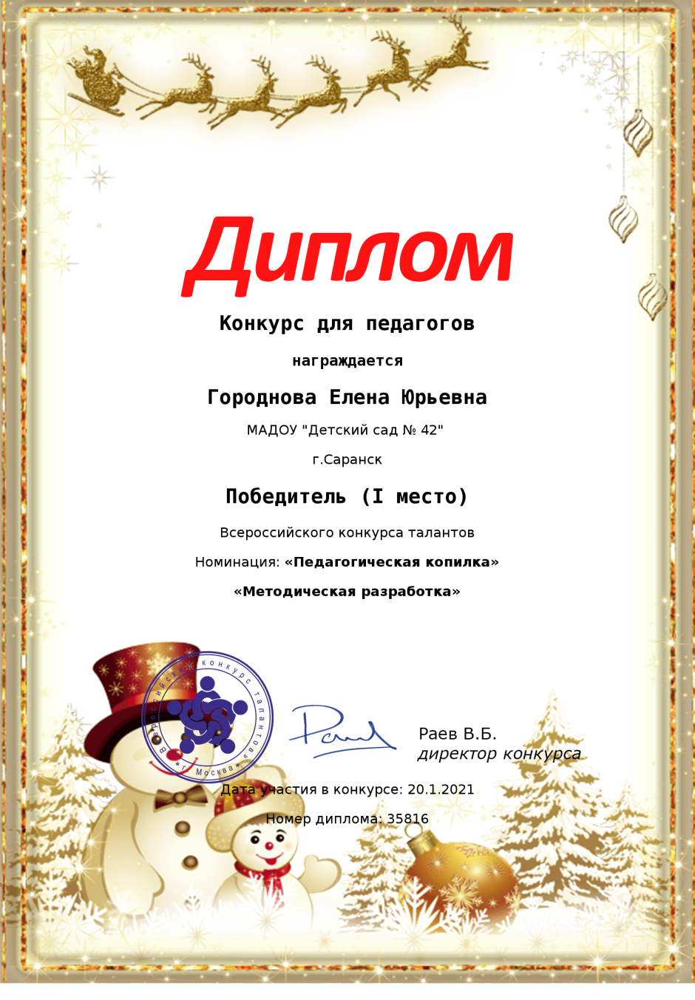 Диплом
Конкурс для педагогов
награждается
Городнова Елена Юрьевна
МАДОУ "Детский сад № 42"
г.Саранск
Победитель (I место)
Всероссийского конкурса талантов
Номинация: «Педагогическая копилка»
«Методическая разработка»
Всероссийский конкурс талантов
* г. Москва *
Раев В.Б.
директор конкурса
Дата участия в конкурсе: 20.1.2021
Номер диплома: 35816